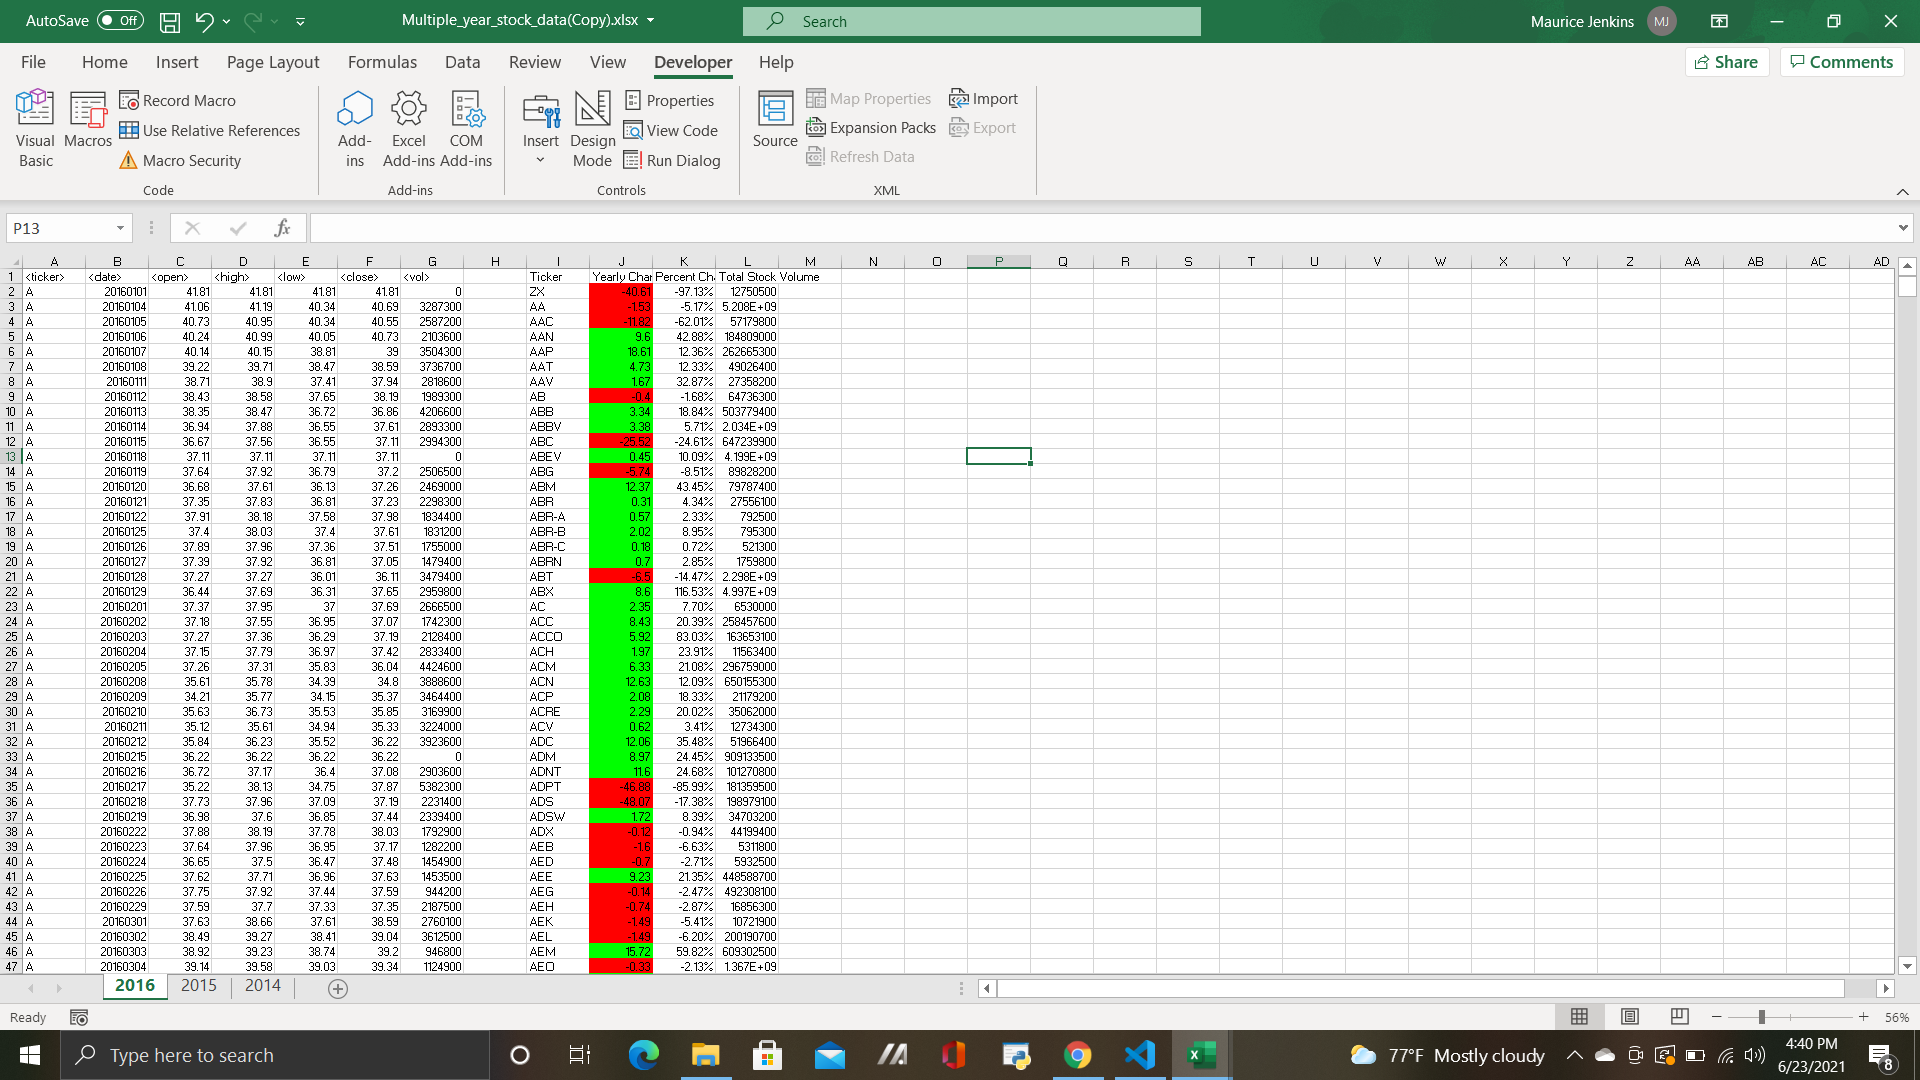 AutoSave Off Multiple_year_stock_data(Copy).xlsx Search Maurice Jenkins MJ
File Home Insert Page Layout Formulas Data Review View Developer Help Share Comments
Visual Basic Macros Record Macro Use Relative References Macro Security
Add-ins Excel Add-ins COM Add-ins
Insert Design Mode Properties View Code Run Dialog
Source Map Properties Expansion Packs Refresh Data Import Export
Code Add-ins Controls XML
P13 fx
A B C D E F G H I J K L M N O P Q R S T U V W X Y Z AA AB AC AD
1 <ticker> <date> <open> <high> <low> <close> <vol> Ticker Yearly Char Percent Cha Total Stock Volume
2 A 20160101 41.81 41.81 41.81 41.81 0 ZX -40.61 -97.13% 12750500
3 A 20160104 41.06 41.19 40.34 40.69 3287300 AA -1.53 -5.17% 5.208E+09
4 A 20160105 40.73 40.95 40.34 40.55 2587200 AAC -11.82 -62.01% 57179800
5 A 20160106 40.24 40.99 40.05 40.73 2103600 AAN 9.6 42.88% 184809000
6 A 20160107 40.14 40.15 38.81 39 3504300 AAP 18.61 12.36% 262665300
7 A 20160108 39.22 39.71 38.47 38.59 3736700 AAT 4.73 12.33% 49026400
8 A 20160111 38.71 38.9 37.41 37.94 2818600 AAV 1.67 32.87% 27358200
9 A 20160112 38.43 38.58 37.65 38.19 1989300 AB -0.4 -1.68% 64736300
10 A 20160113 38.35 38.47 36.72 36.86 4206600 ABB 3.34 18.84% 503779400
11 A 20160114 36.94 37.88 36.55 37.61 2893300 ABBV 3.38 5.71% 2.034E+09
12 A 20160115 36.67 37.56 36.55 37.11 2994300 ABC -25.52 -24.61% 647239900
13 A 20160118 37.11 37.11 37.11 37.11 0 ABEV 0.45 10.09% 4.199E+09
14 A 20160119 37.64 37.92 36.79 37.2 2506500 ABG -5.74 -8.51% 89828200
15 A 20160120 36.68 37.61 36.13 37.26 2469000 ABM 12.37 43.45% 79787400
16 A 20160121 37.35 37.83 36.81 37.23 2298300 ABR 0.31 4.34% 27556100
17 A 20160122 37.91 38.18 37.58 37.98 1834400 ABR-A 0.57 2.33% 792500
18 A 20160125 37.4 38.03 37.4 37.61 1831200 ABR-B 2.02 8.95% 795300
19 A 20160126 37.89 37.96 37.36 37.51 1755000 ABR-C 0.18 0.72% 521300
20 A 20160127 37.39 37.92 36.81 37.05 1479400 ABRN 0.7 2.85% 1759800
21 A 20160128 37.27 37.27 36.01 36.11 3479400 ABT -6.5 -14.47% 2.298E+09
22 A 20160129 36.44 37.69 36.31 37.65 2959800 ABX 8.6 116.53% 4.997E+09
23 A 20160201 37.37 37.95 37 37.69 2666500 AC 2.35 7.70% 6530000
24 A 20160202 37.18 37.55 36.95 37.07 1742300 ACC 8.43 20.39% 258457600
25 A 20160203 37.27 37.36 36.29 37.19 2128400 ACCO 5.92 83.03% 163653100
26 A 20160204 37.15 37.79 36.97 37.42 2833400 ACH 1.97 23.91% 11563400
27 A 20160205 37.26 37.31 35.83 36.04 4424600 ACM 6.33 21.08% 296759000
28 A 20160208 35.61 35.78 34.39 34.8 3888600 ACN 12.63 12.09% 650155300
29 A 20160209 34.21 35.77 34.15 35.37 3464400 ACP 2.08 18.33% 21179200
30 A 20160210 35.63 36.73 35.53 35.85 3169900 ACRE 2.29 20.02% 35062000
31 A 20160211 35.12 35.61 34.94 35.33 3224000 ACV 0.62 3.41% 12734300
32 A 20160212 35.84 36.23 35.52 36.22 3923600 ADC 12.06 35.48% 51966400
33 A 20160215 36.22 36.22 36.22 36.22 0 ADM 8.97 24.45% 909133500
34 A 20160216 36.72 37.17 36.4 37.08 2903600 ADNT 11.6 24.68% 101270800
35 A 20160217 35.22 38.13 34.75 37.87 5382300 ADPT -46.88 -85.99% 181359500
36 A 20160218 37.73 37.96 37.09 37.19 2231400 ADS -48.07 -17.38% 198979100
37 A 20160219 36.98 37.6 36.85 37.44 2339400 ADSW 1.72 8.39% 34703200
38 A 20160222 37.88 38.19 37.78 38.03 1792900 ADX -0.12 -0.94% 44199400
39 A 20160223 37.64 37.96 36.95 37.17 1282200 AEB -1.6 -6.63% 5311800
40 A 20160224 36.65 37.5 36.47 37.48 1454900 AED -0.7 -2.71% 5932500
41 A 20160225 37.62 37.71 36.96 37.63 1453500 AEE 9.23 21.35% 448588700
42 A 20160226 37.75 37.92 37.44 37.59 944200 AEG -0.14 -2.47% 492308100
43 A 20160229 37.59 37.7 37.33 37.35 2187500 AEH -0.74 -2.87% 16856300
44 A 20160301 37.63 38.66 37.61 38.59 2760100 AEK -1.49 -5.41% 10721900
45 A 20160302 38.49 39.27 38.41 39.04 3612500 AEL -1.49 -6.20% 200190700
46 A 20160303 38.92 39.23 38.74 39.2 946800 AEM 15.72 59.82% 609302500
47 A 20160304 39.14 39.58 39.03 39.34 1124900 AEO -0.33 -2.13% 1.367E+09
2016 2015 2014
Ready 56%
Type here to search 77°F Mostly cloudy 4:40 PM
6/23/2021 8